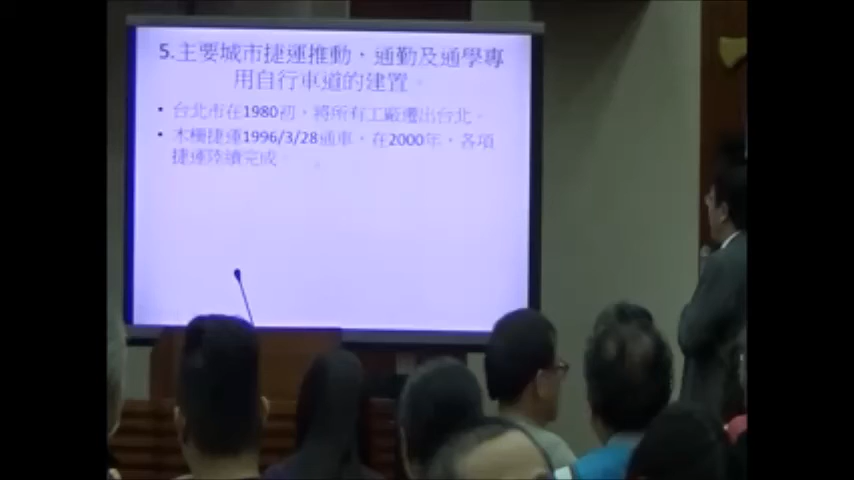 5.主要城市捷運推動，通勤及通學專
用自行車道的建置。
• 台北市在1980初，將所有工廠遷出台北。
• 木柵捷運1996/3/28通車，在2000年，各項
捷運陸續完成。